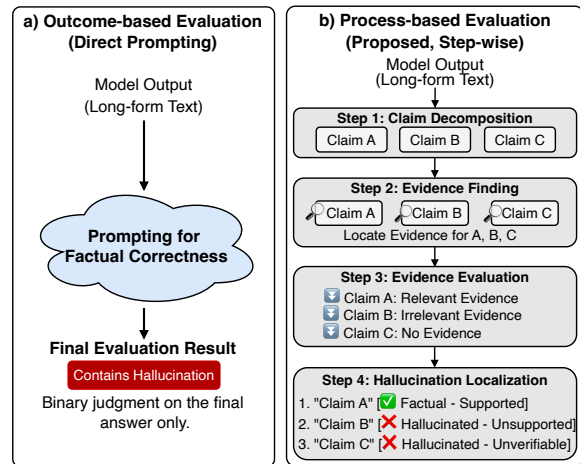 a) Outcome-based Evaluation
(Direct Prompting)
Model Output
(Long-form Text)
Prompting for
Factual Correctness
Final Evaluation Result
Contains Hallucination
Binary judgment on the final
answer only.
b) Process-based Evaluation
(Proposed, Step-wise)
Model Output
(Long-form Text)
Step 1: Claim Decomposition
Claim A Claim B Claim C
Step 2: Evidence Finding
Claim A Claim B Claim C
Locate Evidence for A, B, C
Step 3: Evidence Evaluation
Claim A: Relevant Evidence
Claim B: Irrelevant Evidence
Claim C: No Evidence
Step 4: Hallucination Localization
1. "Claim A" [✅ Factual - Supported]
2. "Claim B" [❌ Hallucinated - Unsupported]
3. "Claim C" [❌ Hallucinated - Unverifiable]